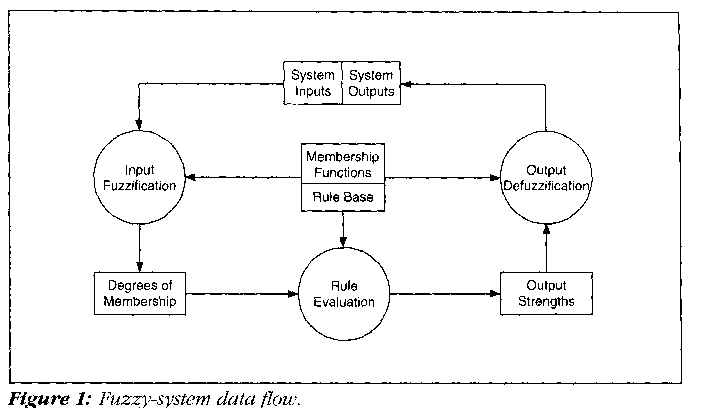 System
Inputs
System
Outputs
Input
Fuzzification
Membership
Functions
Rule Base
Output
Defuzzification
Degrees of
Membership
Rule
Evaluation
Output
Strengths
Figure 1: Fuzzy-system data flow.